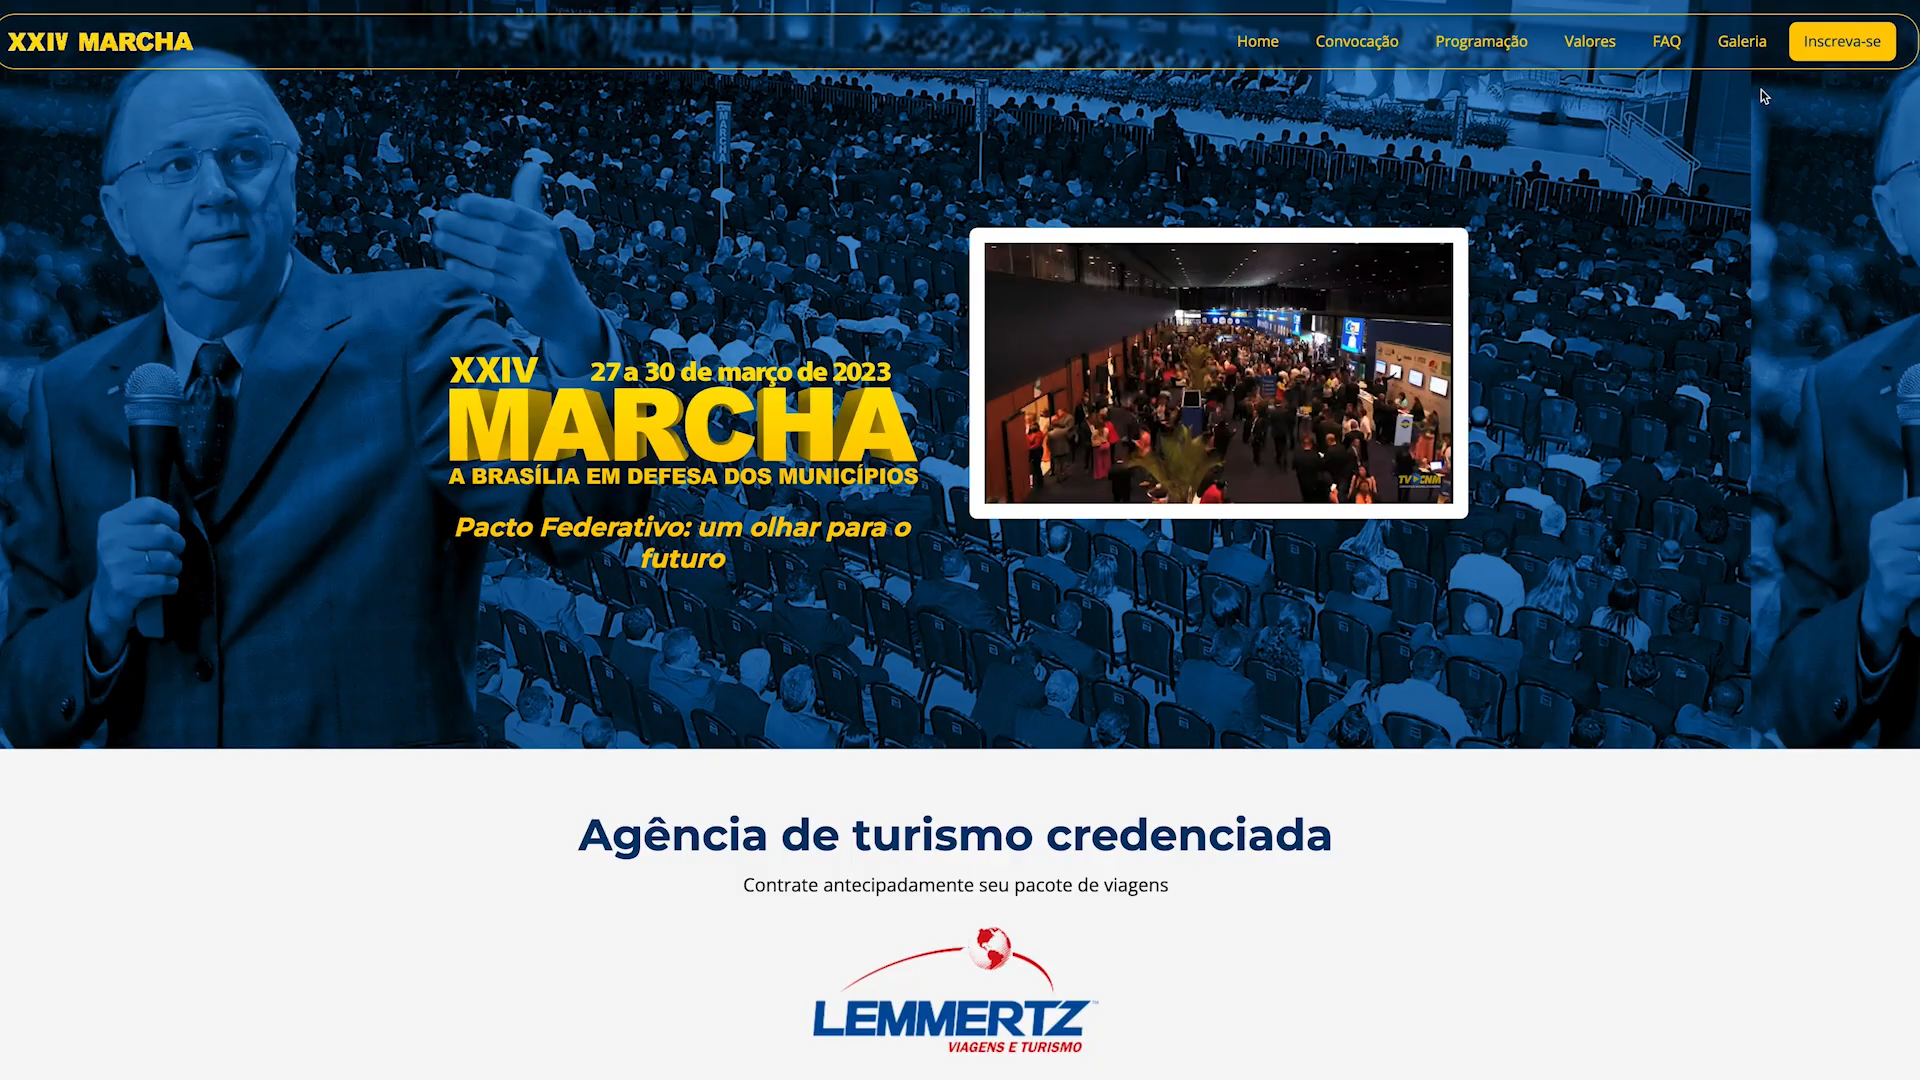 XXIV MARCHA
Home Convocação Programação Valores FAQ Galeria Inscreva-se
MARCHA
XXIV 27 a 30 de março de 2023
MARCHA
A BRASÍLIA EM DEFESA DOS MUNICÍPIOS
Pacto Federativo: um olhar para o
futuro
TV CNM
Agência de turismo credenciada
Contrate antecipadamente seu pacote de viagens
LEMMERTZ
VIAGENS E TURISMO